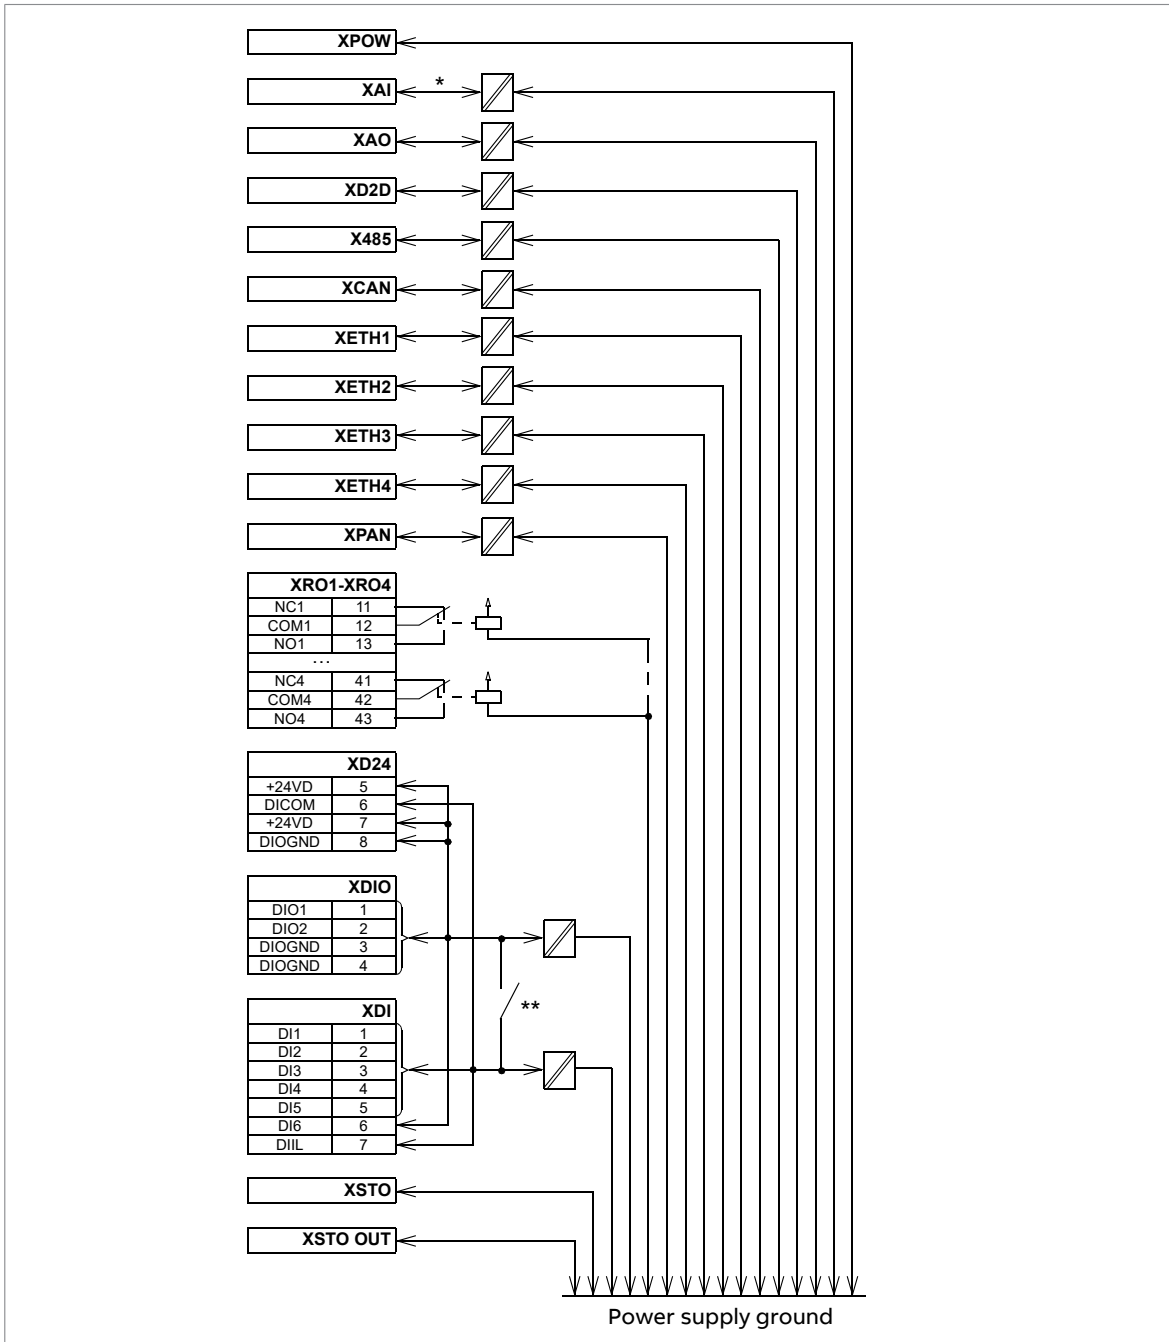 XPOW
XAI
*
XAO
XD2D
X485
XCAN
XETH1
XETH2
XETH3
XETH4
XPAN
XRO1-XRO4
NC1 11
COM1 12
NO1 13
...
NC4 41
COM4 42
NO4 43
XD24
+24VD 5
DICOM 6
+24VD 7
DIOGND 8
XDIO
DIO1 1
DIO2 2
DIOGND 3
DIOGND 4
**
XDI
DI1 1
DI2 2
DI3 3
DI4 4
DI5 5
DI6 6
DIIL 7
XSTO
XSTO OUT
Power supply ground